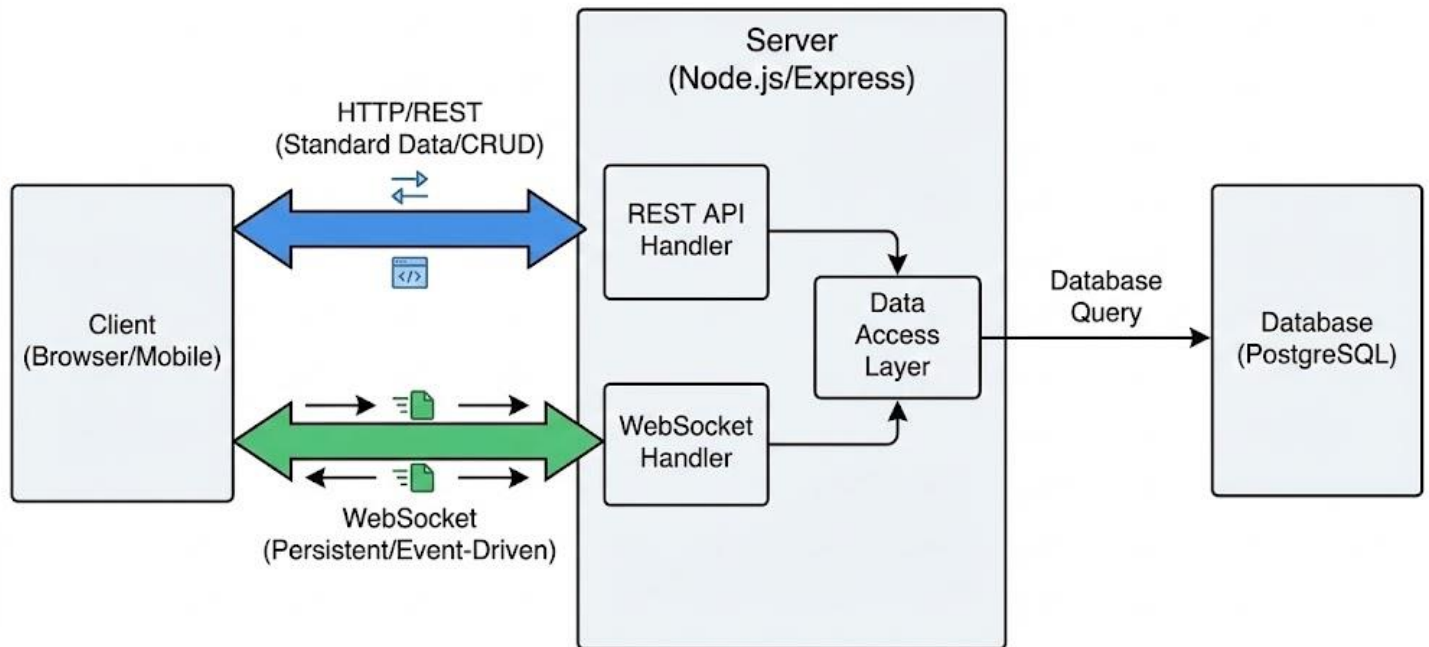 Server
(Node.js/Express)
HTTP/REST
(Standard Data/CRUD)
</>
Client
(Browser/Mobile)
REST API
Handler
WebSocket
Handler
WebSocket
(Persistent/Event-Driven)
Data
Access
Layer
Database
Query
Database
(PostgreSQL)